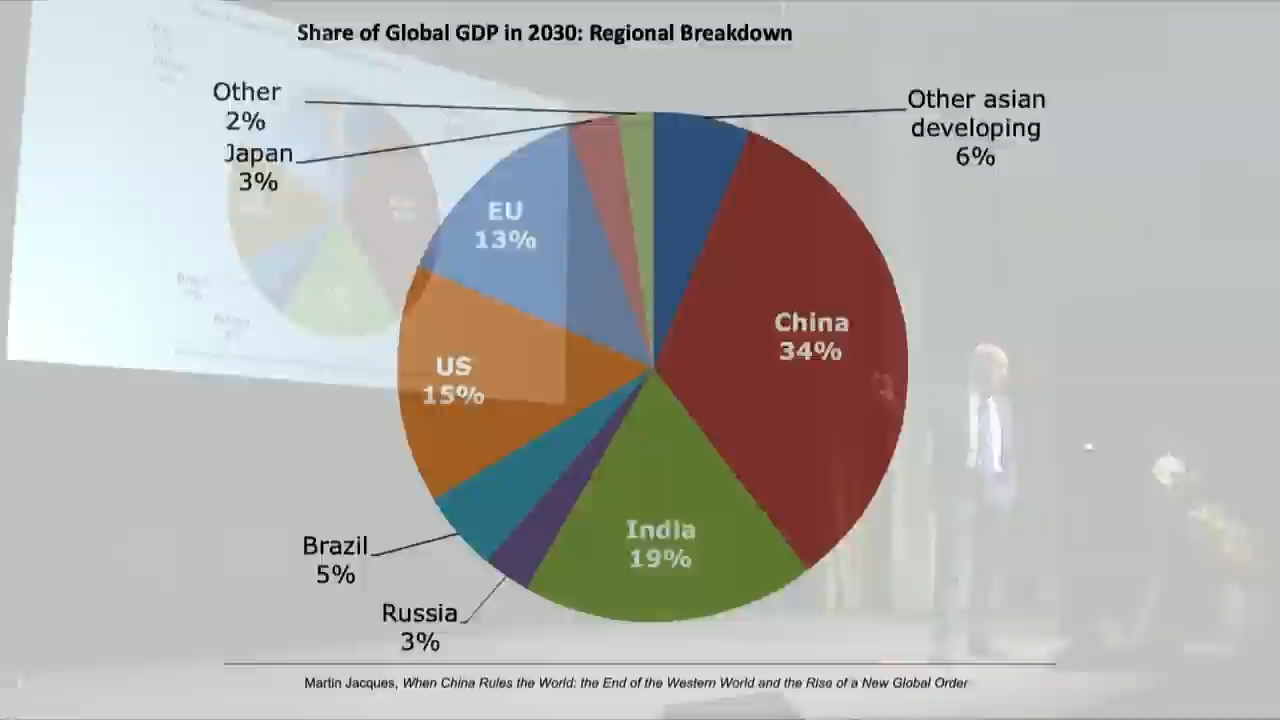 Share of Global GDP in 2030: Regional Breakdown
Other
2%
Japan
3%
Other asian
developing
6%
EU
13%
China
34%
US
15%
India
19%
Brazil
5%
Russia
3%
Martin Jacques, When China Rules the World: the End of the Western World and the Rise of a New Global Order